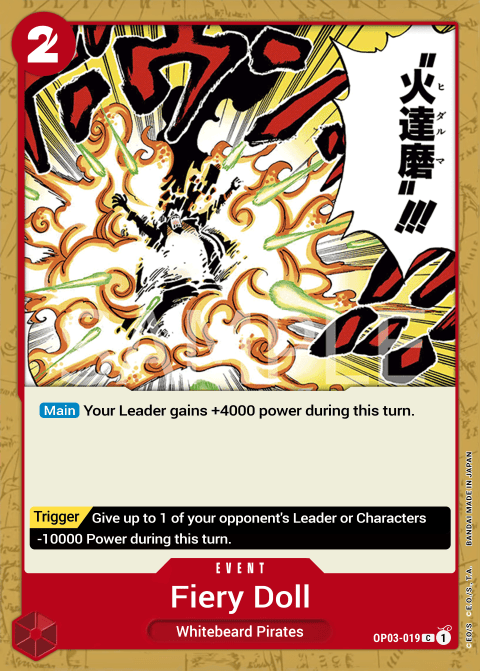 2
“火達磨”!!!
ヒダルマ
SAMPLE
Main Your Leader gains +4000 power during this turn.
Trigger Give up to 1 of your opponent's Leader or Characters
-10000 Power during this turn.
EVENT
Fiery Doll
Whitebeard Pirates
OP03-019 C 1
©E.O./S. ©E.O./S.,T.A. BANDAI MADE IN JAPAN